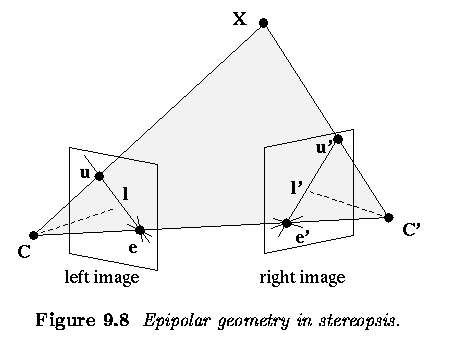 X
u
u'
l
l'
C
e
e'
C'
left image
right image
Figure 9.8 Epipolar geometry in stereopsis.